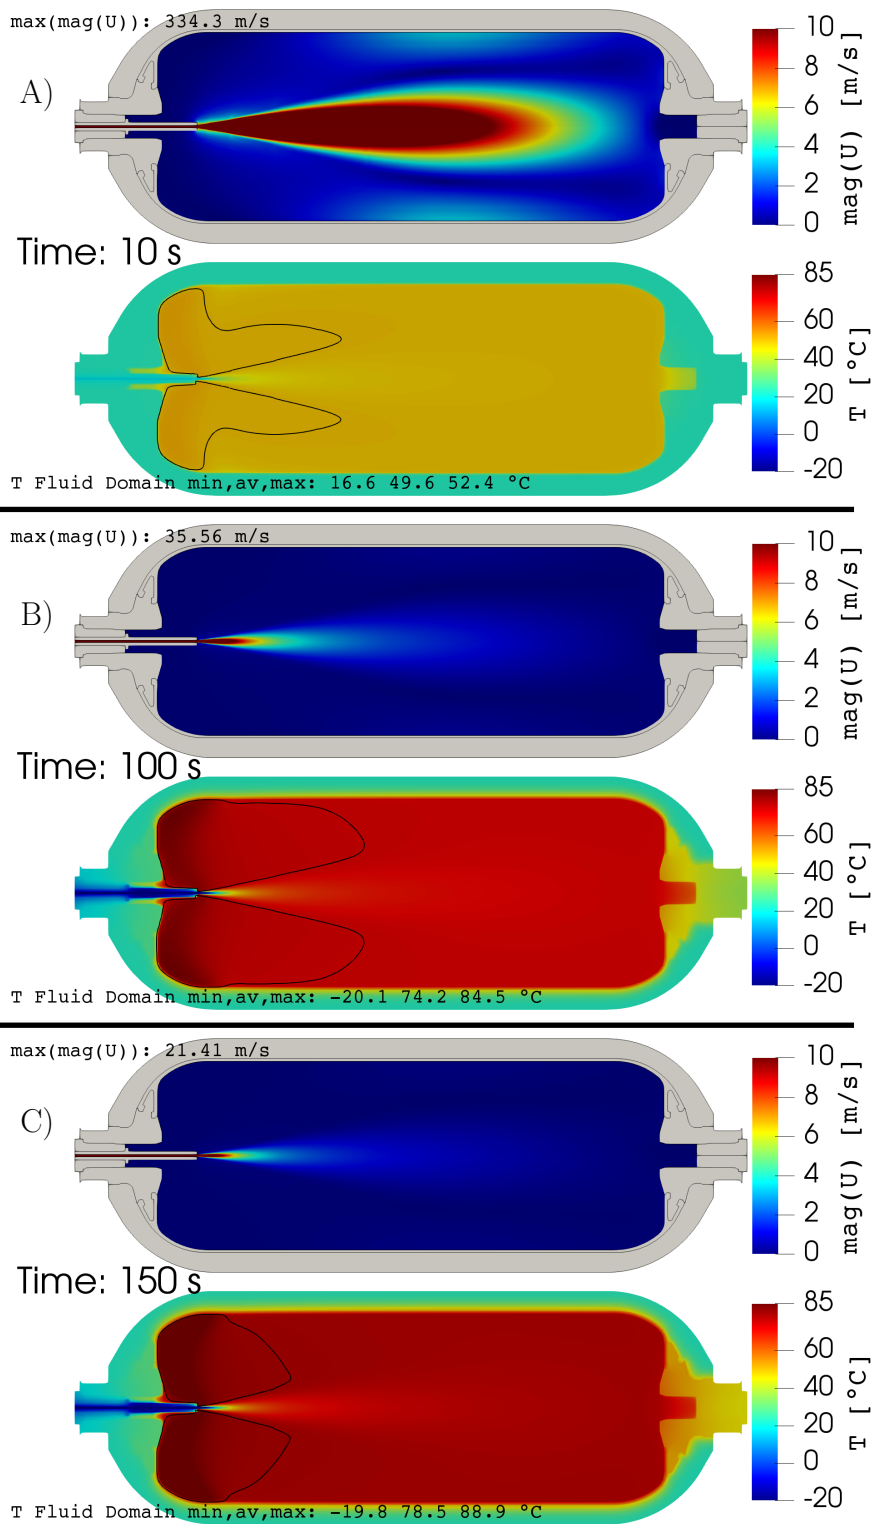 max(mag(U)): 334.3 m/s
A)
10
8
6
4
2
0
mag(U) [m/s]
Time: 10 s
85
60
40
20
0
-20
T [°C]
T Fluid Domain min,av,max: 16.6 49.6 52.4 °C
max(mag(U)): 35.56 m/s
B)
10
8
6
4
2
0
mag(U) [m/s]
Time: 100 s
85
60
40
20
0
-20
T [°C]
T Fluid Domain min,av,max: -20.1 74.2 84.5 °C
max(mag(U)): 21.41 m/s
C)
10
8
6
4
2
0
mag(U) [m/s]
Time: 150 s
85
60
40
20
0
-20
T [°C]
T Fluid Domain min,av,max: -19.8 78.5 88.9 °C